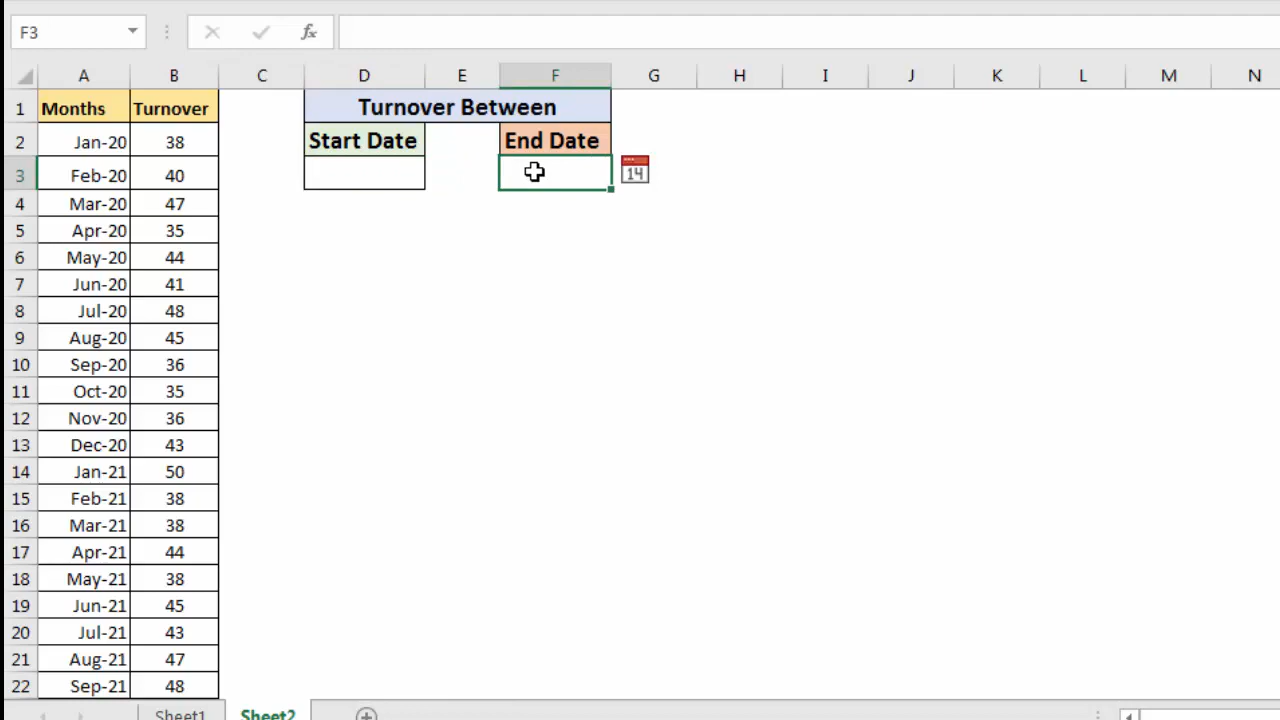 F3 fx
A B C D E F G H I J K L M N
1 Months Turnover Turnover Between
2 Jan-20 38 Start Date End Date
3 Feb-20 40 14
4 Mar-20 47
5 Apr-20 35
6 May-20 44
7 Jun-20 41
8 Jul-20 48
9 Aug-20 45
10 Sep-20 36
11 Oct-20 35
12 Nov-20 36
13 Dec-20 43
14 Jan-21 50
15 Feb-21 38
16 Mar-21 38
17 Apr-21 44
18 May-21 38
19 Jun-21 45
20 Jul-21 43
21 Aug-21 47
22 Sep-21 48
Sheet1 Sheet2